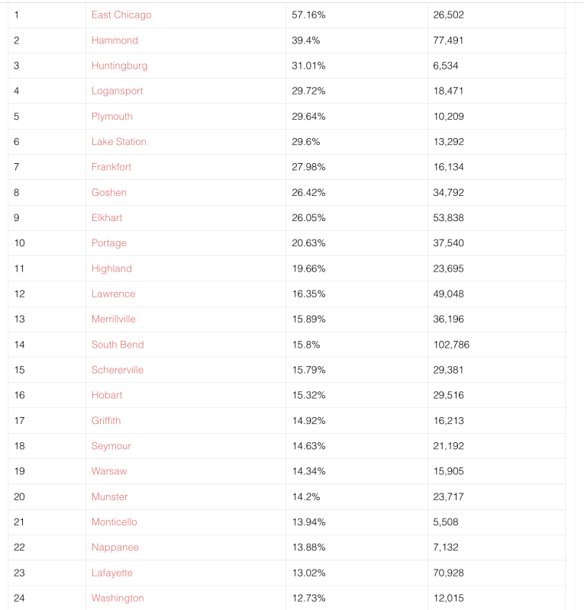 1 East Chicago 57.16% 26,502
2 Hammond 39.4% 77,491
3 Huntingburg 31.01% 6,534
4 Logansport 29.72% 18,471
5 Plymouth 29.64% 10,209
6 Lake Station 29.6% 13,292
7 Frankfort 27.98% 16,134
8 Goshen 26.42% 34,792
9 Elkhart 26.05% 53,838
10 Portage 20.63% 37,540
11 Highland 19.66% 23,695
12 Lawrence 16.35% 49,048
13 Merrillville 15.89% 36,196
14 South Bend 15.8% 102,786
15 Schererville 15.79% 29,381
16 Hobart 15.32% 29,516
17 Griffith 14.92% 16,213
18 Seymour 14.63% 21,192
19 Warsaw 14.34% 15,905
20 Munster 14.2% 23,717
21 Monticello 13.94% 5,508
22 Nappanee 13.88% 7,132
23 Lafayette 13.02% 70,928
24 Washington 12.73% 12,015